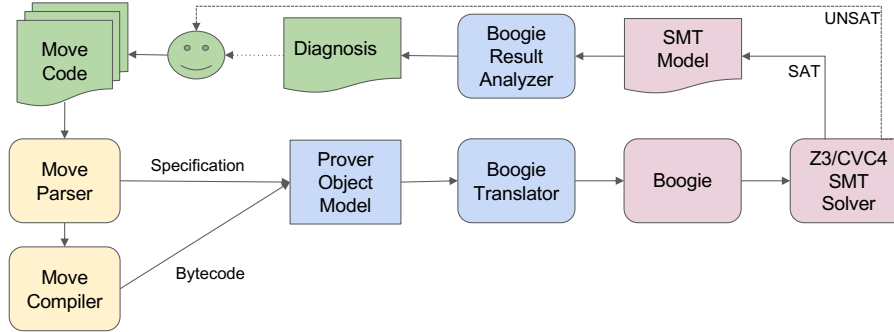 UNSAT
Move
Code
Diagnosis
Boogie
Result
Analyzer
SMT
Model
SAT
Move
Parser
Specification
Prover
Object
Model
Boogie
Translator
Boogie
Z3/CVC4
SMT
Solver
Move
Compiler
Bytecode